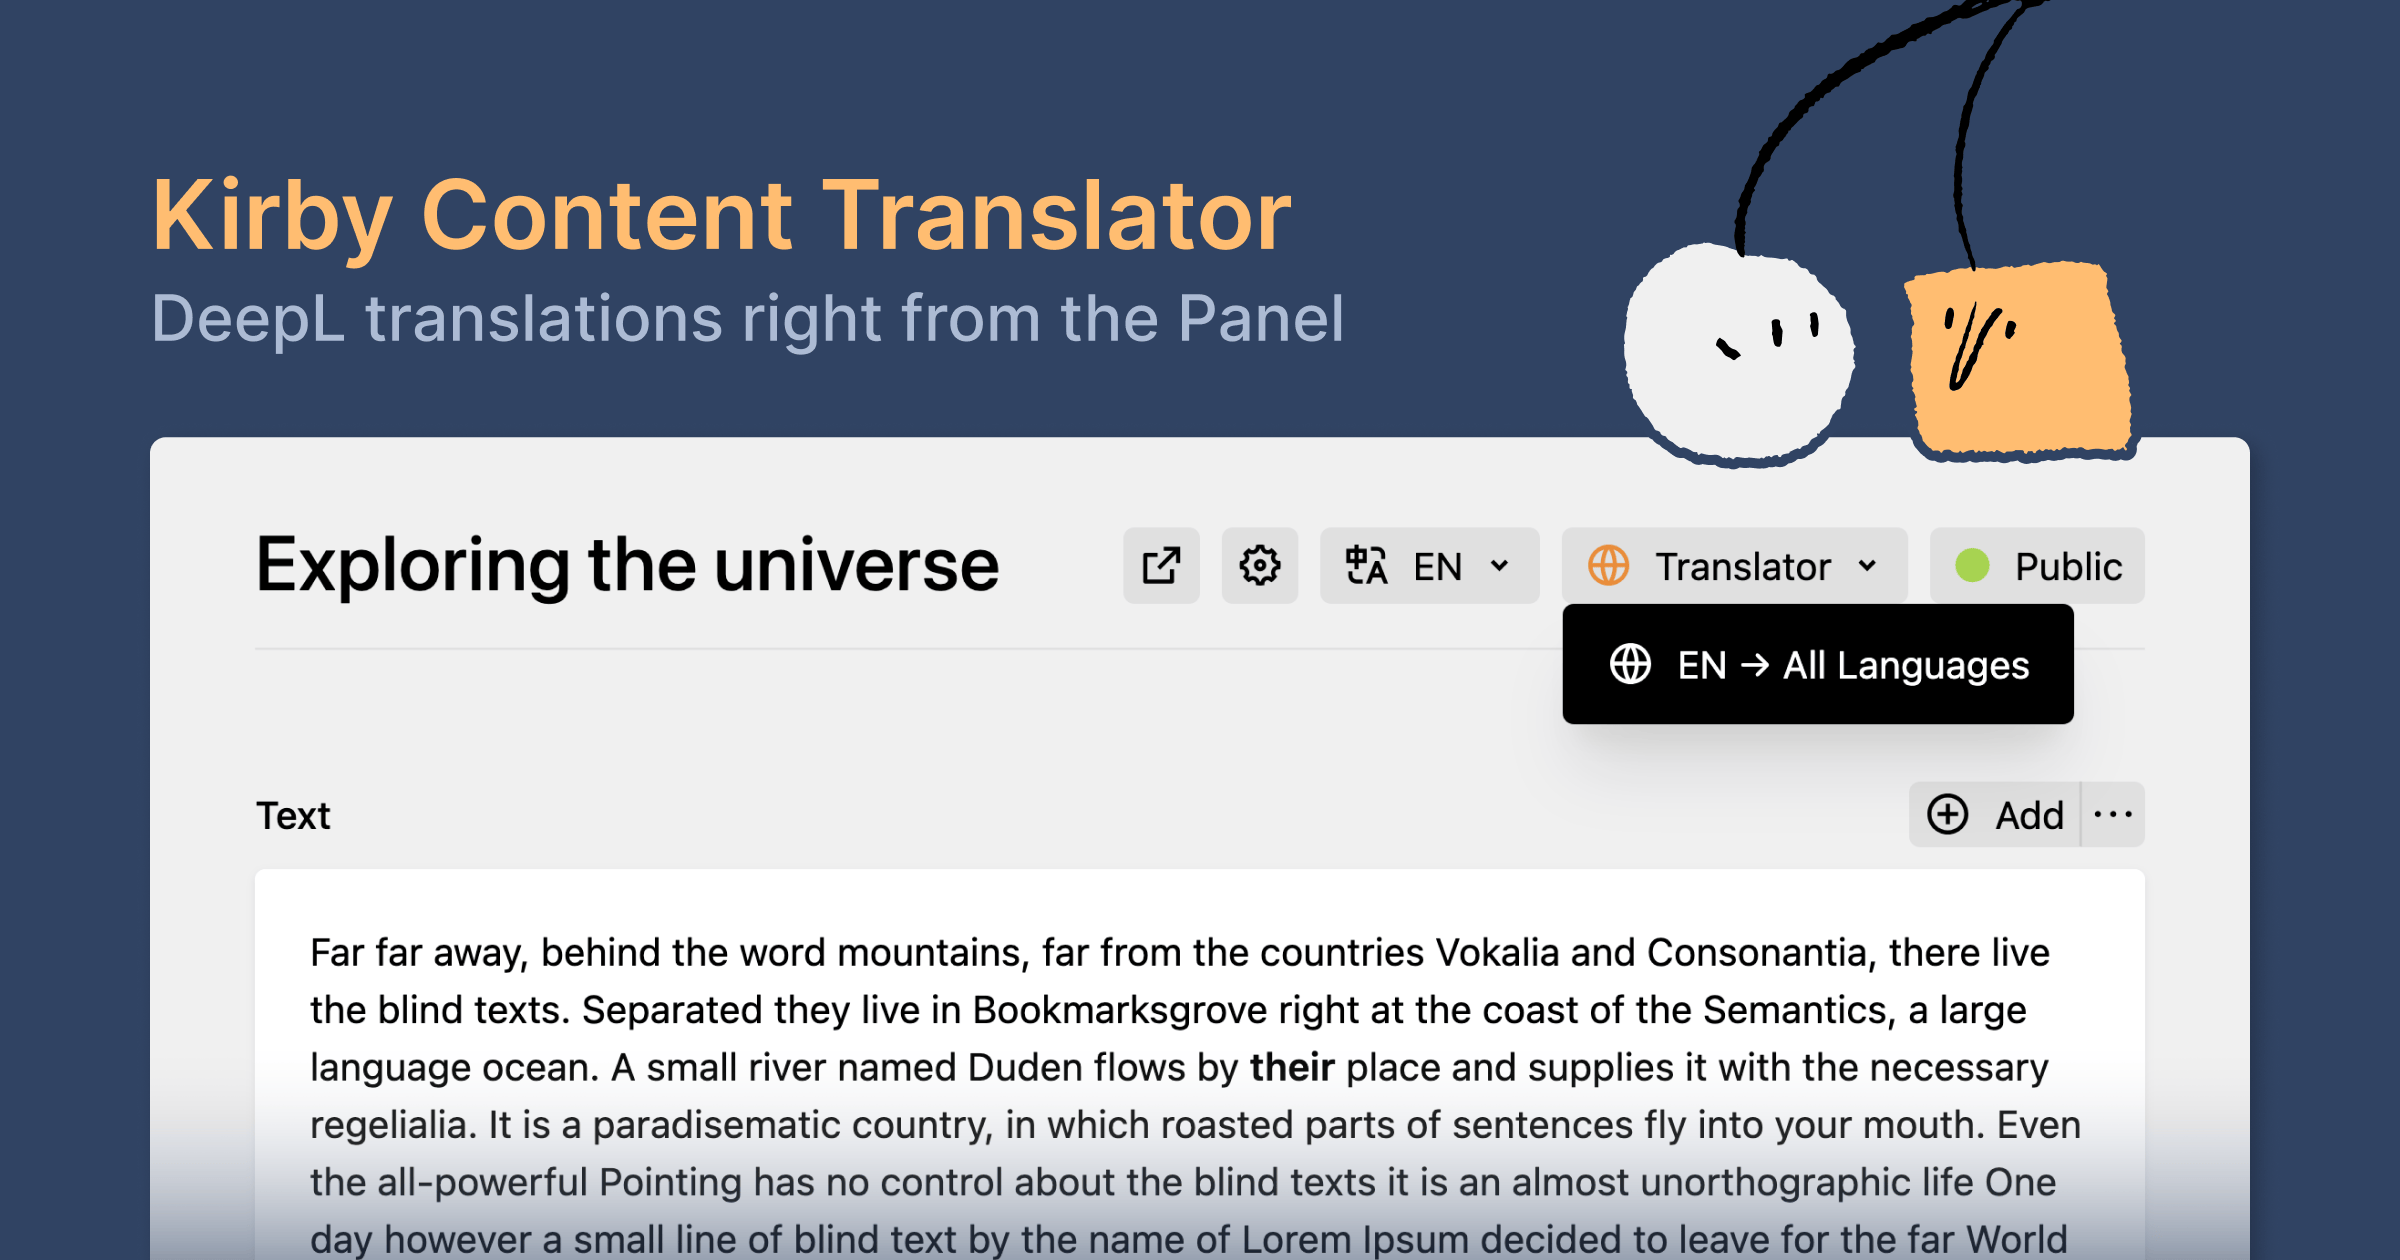 Kirby Content Translator
DeepL translations right from the Panel
Exploring the universe
EN
Translator
Public
EN → All Languages
Text
Add
Far far away, behind the word mountains, far from the countries Vokalia and Consonantia, there live
the blind texts. Separated they live in Bookmarksgrove right at the coast of the Semantics, a large
language ocean. A small river named Duden flows by their place and supplies it with the necessary
regelialia. It is a paradisematic country, in which roasted parts of sentences fly into your mouth. Even
the all-powerful Pointing has no control about the blind texts it is an almost unorthographic life One
day however a small line of blind text by the name of Lorem Ipsum decided to leave for the far World